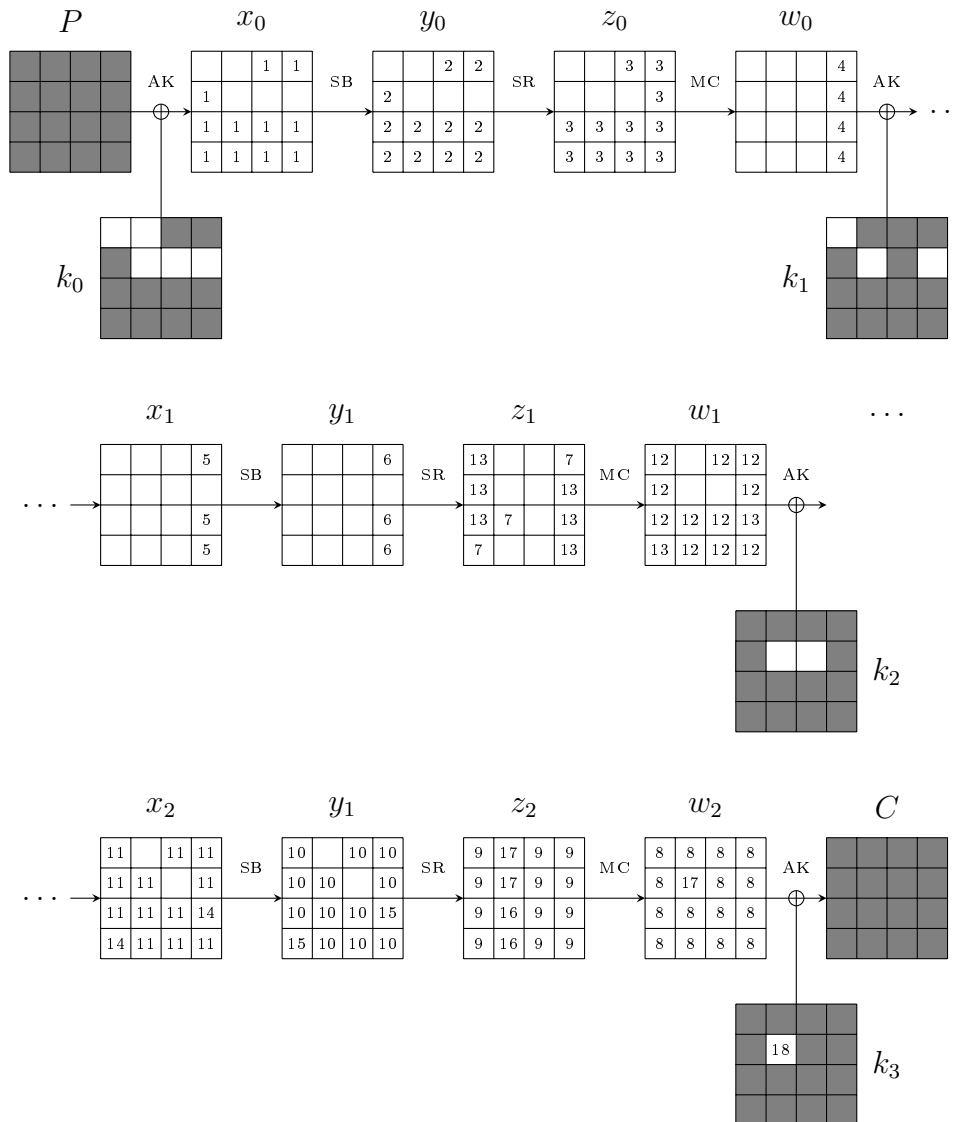 P x₀ y₀ z₀ w₀
AK SB SR MC AK
1 1 2 2 3 3 4
1 2 3 4
1 1 1 1 2 2 2 2 3 3 3 3 4
1 1 1 1 2 2 2 2 3 3 3 3 4
· ·
k₀ k₁
x₁ y₁ z₁ w₁ · · ·
SB SR MC AK
5 6 13 7 12 12 12
13 13 12 12
5 6 13 7 13 12 12 12 13
5 6 7 13 13 12 12 12
· · ·
k₂
x₂ y₁ z₂ w₂ C
SB SR MC AK
11 11 11 10 10 10 9 17 9 9 8 8 8 8
11 11 11 10 10 10 9 17 9 9 8 17 8 8
11 11 11 14 10 10 10 15 9 16 9 9 8 8 8 8
14 11 11 11 15 10 10 10 9 16 9 9 8 8 8 8
· · ·
18
k₃